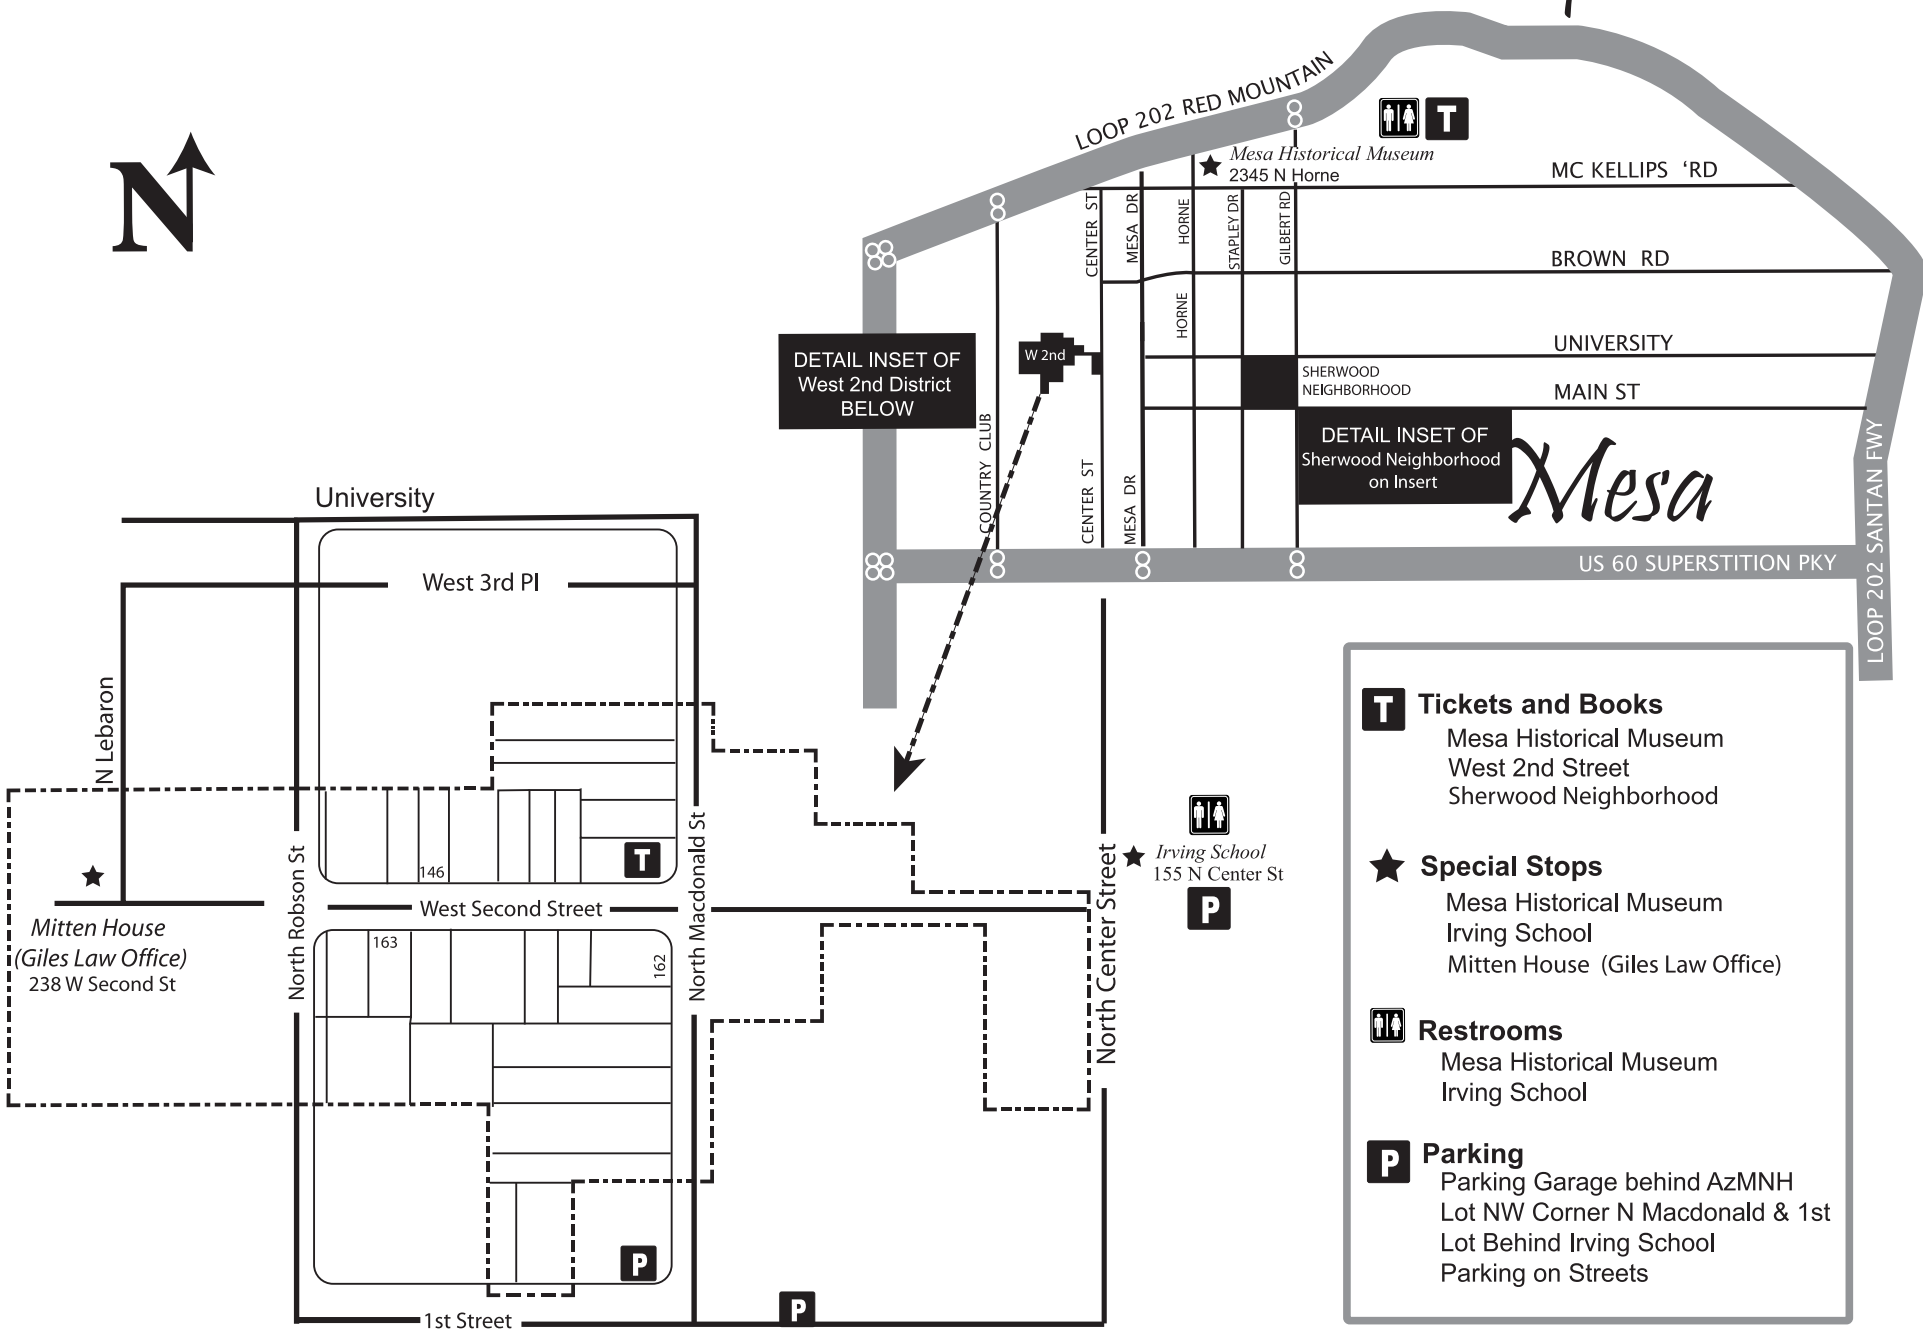 N
LOOP 202 RED MOUNTAIN
T
Mesa Historical Museum
2345 N Horne
MC KELLIPS 'RD
CENTER ST
MESA DR
HORNE
STAPLEY DR
GILBERT RD
BROWN RD
HORNE
UNIVERSITY
DETAIL INSET OF
West 2nd District
BELOW
W 2nd
SHERWOOD
NEIGHBORHOOD
MAIN ST
COUNTRY CLUB
CENTER ST
MESA DR
DETAIL INSET OF
Sherwood Neighborhood
on Insert
Mesa
US 60 SUPERSTITION PKY
LOOP 202 SANTAN FWY
University
West 3rd Pl
N Lebaron
North Robson St
North Macdonald St
North Center Street
146
T
West Second Street
Mitten House
(Giles Law Office)
238 W Second St
163
162
Irving School
155 N Center St
P
P
P
1st Street
T Tickets and Books
Mesa Historical Museum
West 2nd Street
Sherwood Neighborhood
Special Stops
Mesa Historical Museum
Irving School
Mitten House (Giles Law Office)
Restrooms
Mesa Historical Museum
Irving School
P Parking
Parking Garage behind AzMNH
Lot NW Corner N Macdonald & 1st
Lot Behind Irving School
Parking on Streets